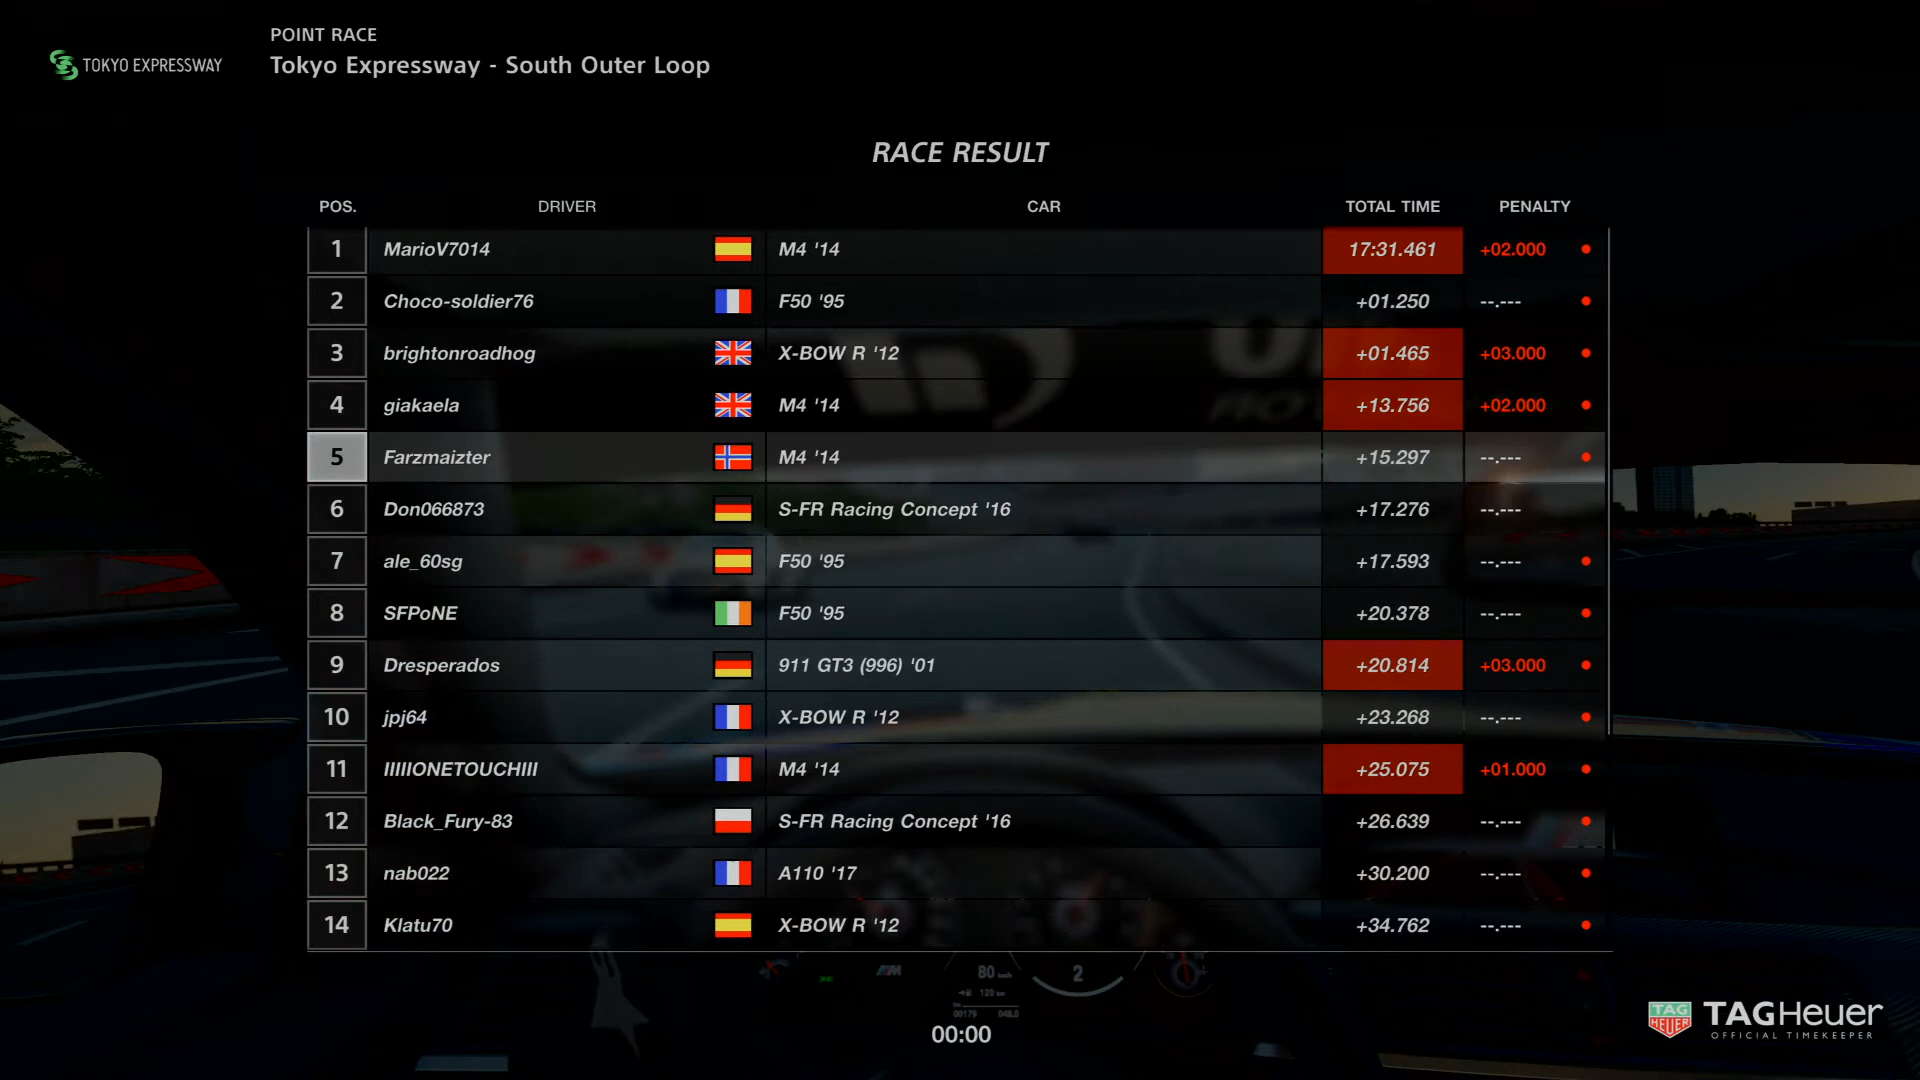 POINT RACE
TOKYO EXPRESSWAY
Tokyo Expressway - South Outer Loop
RACE RESULT
POS. DRIVER CAR TOTAL TIME PENALTY
1 MarioV7014 M4 '14 17:31.461 +02.000
2 Choco-soldier76 F50 '95 +01.250 --.---
3 brightonroadhog X-BOW R '12 +01.465 +03.000
4 giakaela M4 '14 +13.756 +02.000
5 Farzmaizter M4 '14 +15.297 --.---
6 Don066873 S-FR Racing Concept '16 +17.276 --.---
7 ale_60sg F50 '95 +17.593 --.---
8 SFPoNE F50 '95 +20.378 --.---
9 Dresperados 911 GT3 (996) '01 +20.814 +03.000
10 jpj64 X-BOW R '12 +23.268 --.---
11 IIIIIONETOUCHIII M4 '14 +25.075 +01.000
12 Black_Fury-83 S-FR Racing Concept '16 +26.639 --.---
13 nab022 A110 '17 +30.200 --.---
14 Klatu70 X-BOW R '12 +34.762 --.---
80 2
120
00:00
TAG HEUER TAGHeuer
OFFICIAL TIMEKEEPER